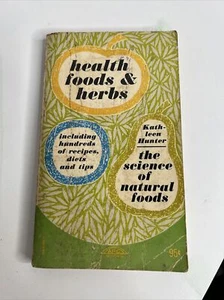 health
foods &
herbs
including
hundreds
of recipes,
diets
and tips
Kath-
leen
Hunter
the
science
of
natural
foods
95¢